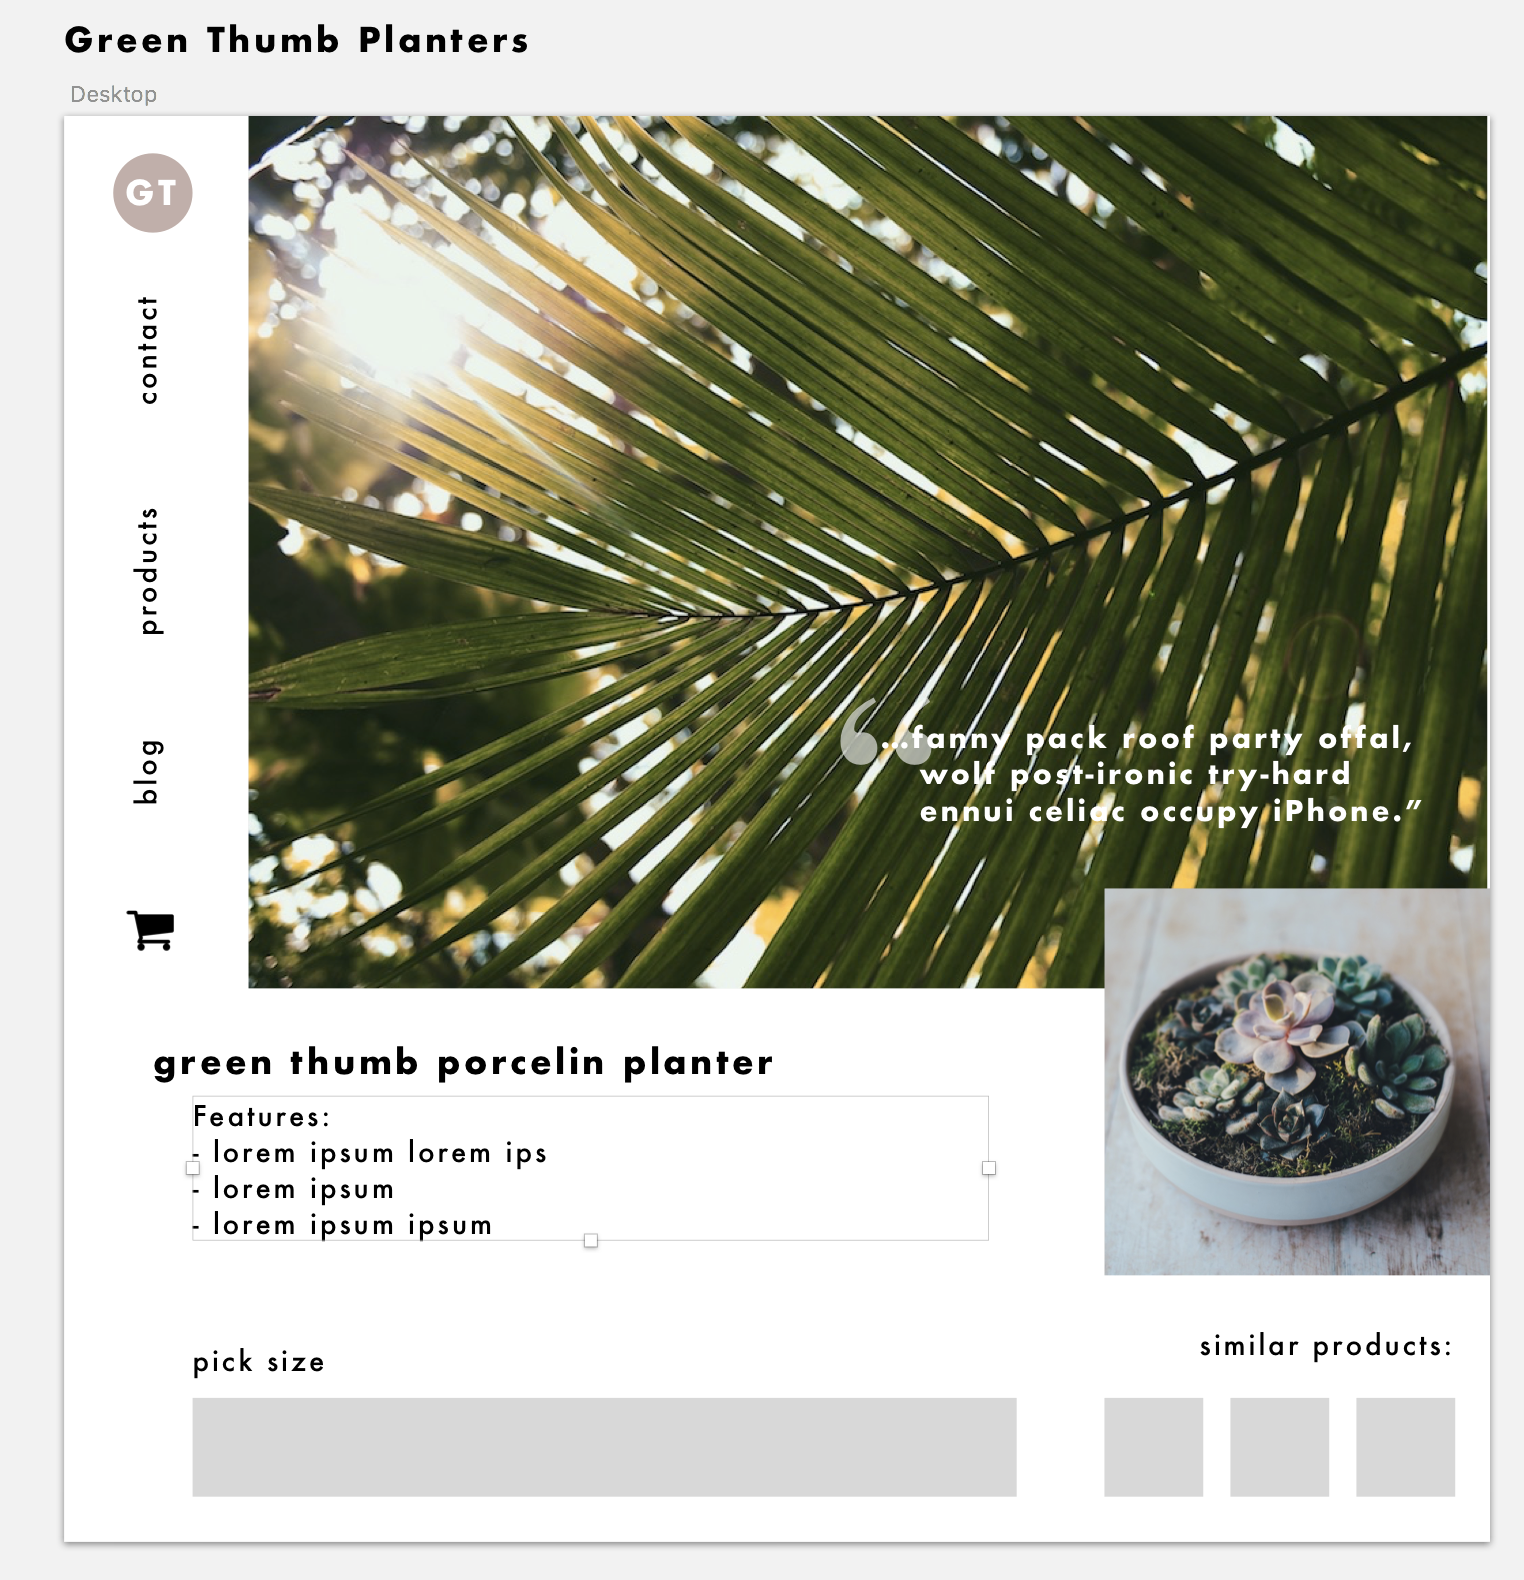 Green Thumb Planters
Desktop
GT
contact
products
blog
“...fanny pack roof party offal,
wolf post-ironic try-hard
ennui celiac occupy iPhone.”
green thumb porcelin planter
Features:
- lorem ipsum lorem ips
- lorem ipsum
- lorem ipsum ipsum
pick size
similar products: